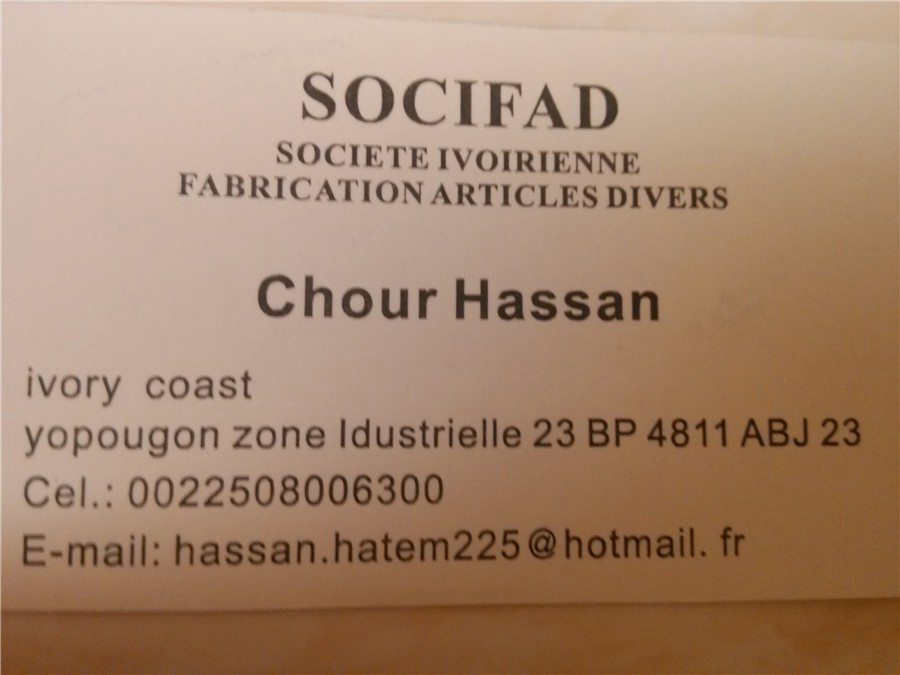 SOCIFAD
SOCIETE IVOIRIENNE
FABRICATION ARTICLES DIVERS
Chour Hassan
ivory coast
yopougon zone Idustrielle 23 BP 4811 ABJ 23
Cel.: 0022508006300
E-mail: hassan.hatem225@hotmail. fr